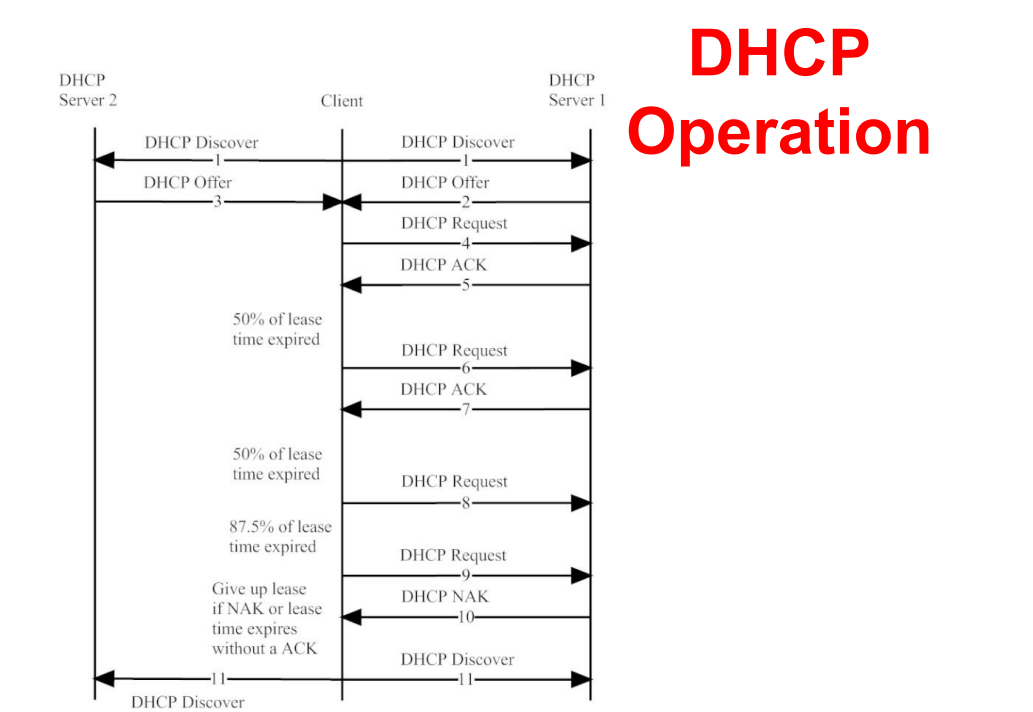 DHCP
Operation
DHCP
Server 2
Client
DHCP
Server 1
DHCP Discover
1
DHCP Discover
1
DHCP Offer
3
DHCP Offer
2
DHCP Request
4
DHCP ACK
5
50% of lease
time expired
DHCP Request
6
DHCP ACK
7
50% of lease
time expired
DHCP Request
8
87.5% of lease
time expired
DHCP Request
9
Give up lease
if NAK or lease
time expires
without a ACK
DHCP NAK
10
DHCP Discover
11
11
DHCP Discover